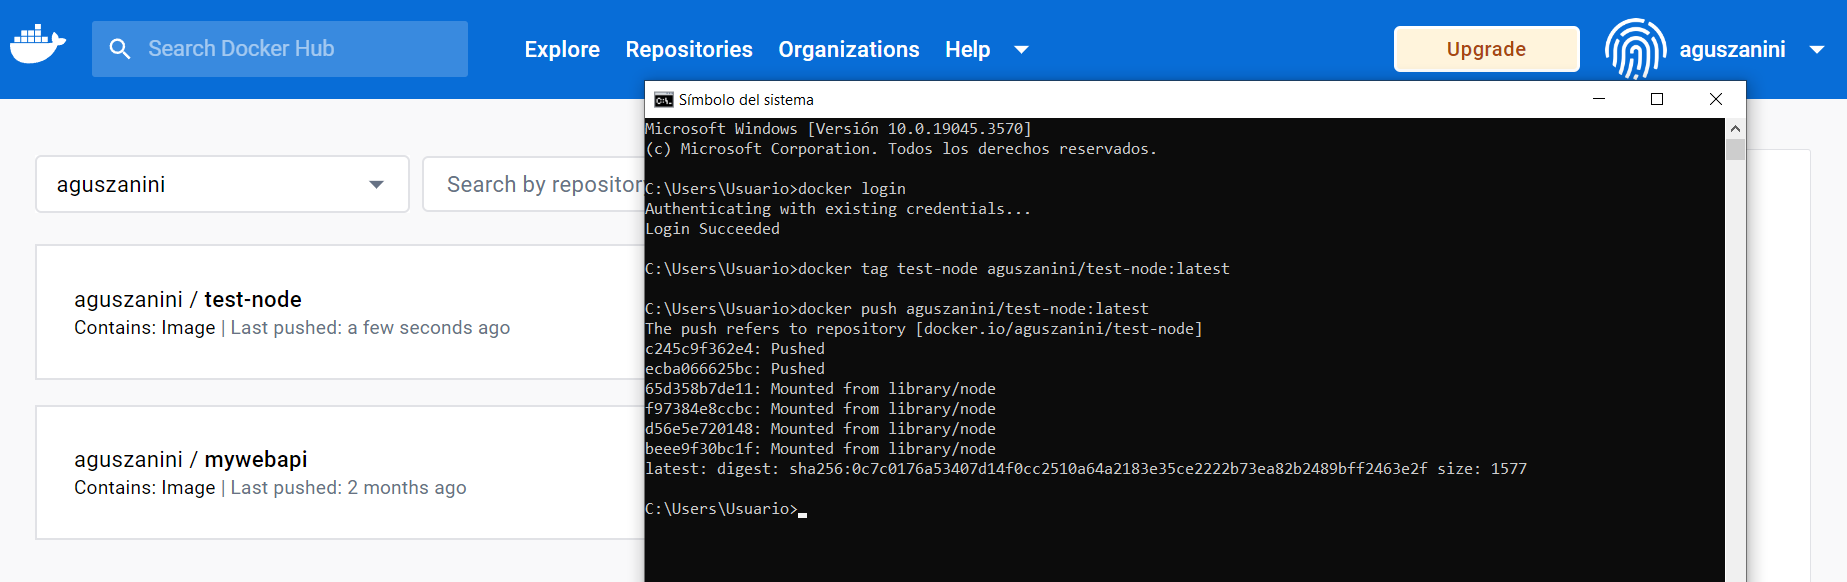 Search Docker Hub
Explore Repositories Organizations Help
Upgrade
aguszanini
aguszanini
Search by repositor
aguszanini / test-node
Contains: Image | Last pushed: a few seconds ago
aguszanini / mywebapi
Contains: Image | Last pushed: 2 months ago
C:\.
Símbolo del sistema
Microsoft Windows [Versión 10.0.19045.3570]
(c) Microsoft Corporation. Todos los derechos reservados.
C:\Users\Usuario>docker login
Authenticating with existing credentials...
Login Succeeded
C:\Users\Usuario>docker tag test-node aguszanini/test-node:latest
C:\Users\Usuario>docker push aguszanini/test-node:latest
The push refers to repository [docker.io/aguszanini/test-node]
c245c9f362e4: Pushed
ecba066625bc: Pushed
65d358b7de11: Mounted from library/node
f97384e8ccbc: Mounted from library/node
d56e5e720148: Mounted from library/node
beee9f30bc1f: Mounted from library/node
latest: digest: sha256:0c7c0176a53407d14f0cc2510a64a2183e35ce2222b73ea82b2489bff2463e2f size: 1577
C:\Users\Usuario>